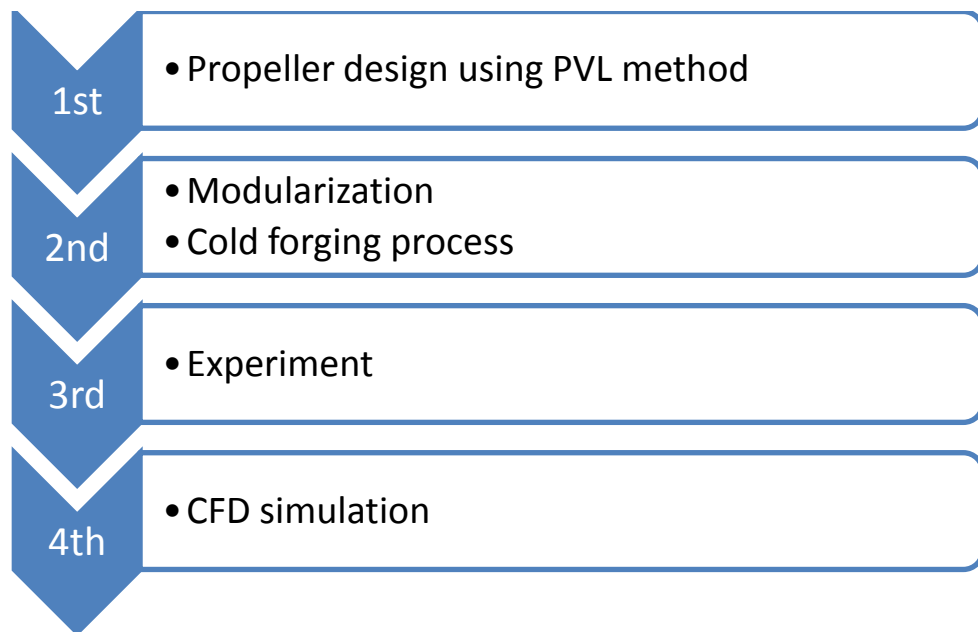 1st
• Propeller design using PVL method
2nd
• Modularization
• Cold forging process
3rd
• Experiment
4th
• CFD simulation